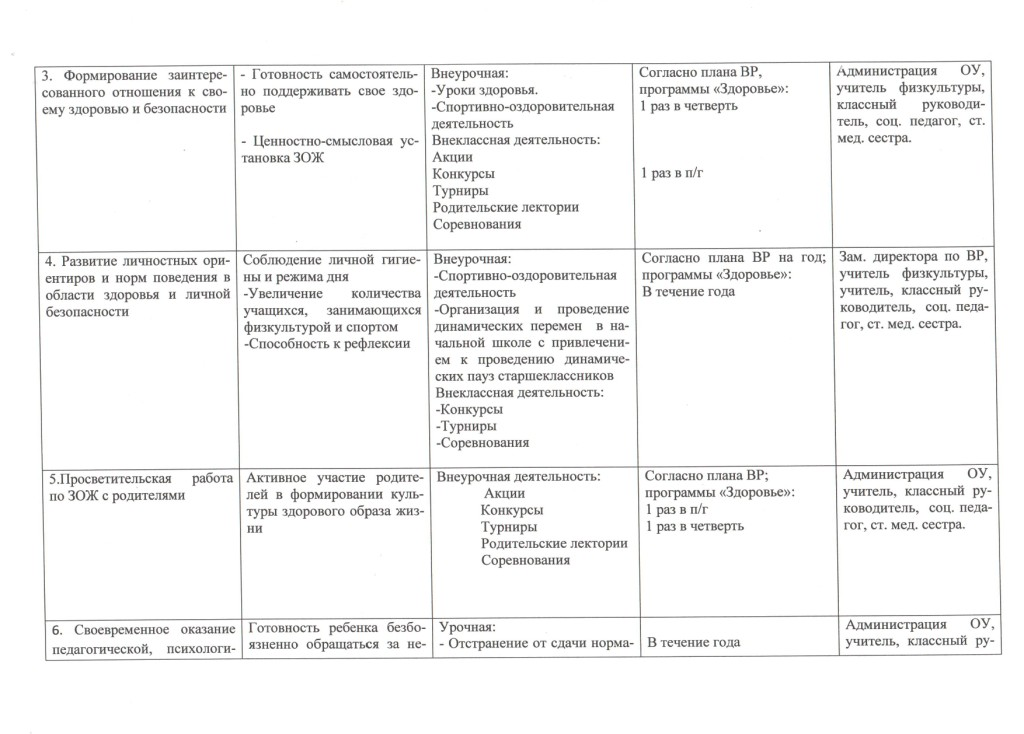 3. Формирование заинтере-
сованного отношения к сво-
ему здоровью и безопасности
- Готовность самостоятель-
но поддерживать свое здо-
ровье
- Ценностно-смысловая ус-
тановка ЗОЖ
Внеурочная:
-Уроки здоровья.
-Спортивно-оздоровительная
деятельность
Внеклассная деятельность:
Акции
Конкурсы
Турниры
Родительские лектории
Соревнования
Согласно плана ВР,
программы «Здоровье»:
1 раз в четверть
1 раз в п/г
Администрация ОУ,
учитель физкультуры,
классный руководи-
тель, соц. педагог, ст.
мед. сестра.
4. Развитие личностных ори-
ентиров и норм поведения в
области здоровья и личной
безопасности
Соблюдение личной гигие-
ны и режима дня
-Увеличение количества
учащихся, занимающихся
физкультурой и спортом
-Способность к рефлексии
Внеурочная:
-Спортивно-оздоровительная
деятельность
-Организация и проведение
динамических перемен в на-
чальной школе с привлечени-
ем к проведению динамиче-
ских пауз старшеклассников
Внеклассная деятельность:
-Конкурсы
-Турниры
-Соревнования
Согласно плана ВР на год;
программы «Здоровье»:
В течение года
Зам. директора по ВР,
учитель физкультуры,
учитель, классный ру-
ководитель, соц. педа-
гог, ст. мед. сестра.
5.Просветительская работа
по ЗОЖ с родителями
Активное участие родите-
лей в формировании куль-
туры здорового образа жиз-
ни
Внеурочная деятельность:
Акции
Конкурсы
Турниры
Родительские лектории
Соревнования
Согласно плана ВР;
программы «Здоровье»:
1 раз в п/г
1 раз в четверть
Администрация ОУ,
учитель, классный ру-
ководитель, соц. педа-
гог, ст. мед. сестра.
6. Своевременное оказание
педагогической, психологи-
Готовность ребенка безбо-
язненно обращаться за не-
Урочная:
- Отстранение от сдачи норма-
В течение года
Администрация ОУ,
учитель, классный ру-